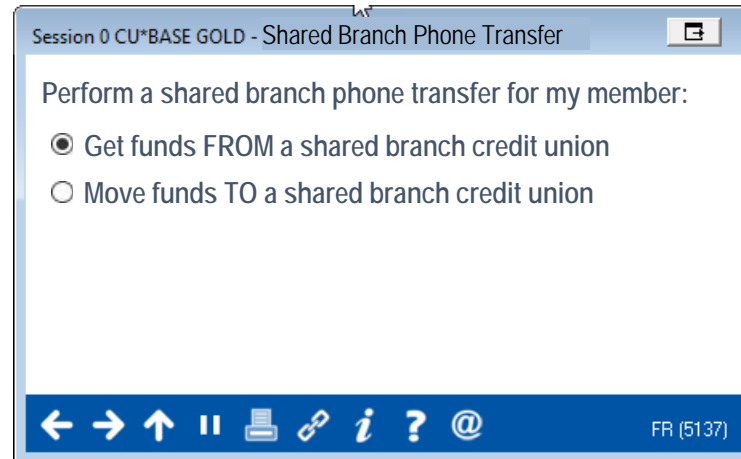 Session 0 CU*BASE GOLD - Shared Branch Phone Transfer
Perform a shared branch phone transfer for my member:
Get funds FROM a shared branch credit union
Move funds TO a shared branch credit union
i ? @ FR (5137)